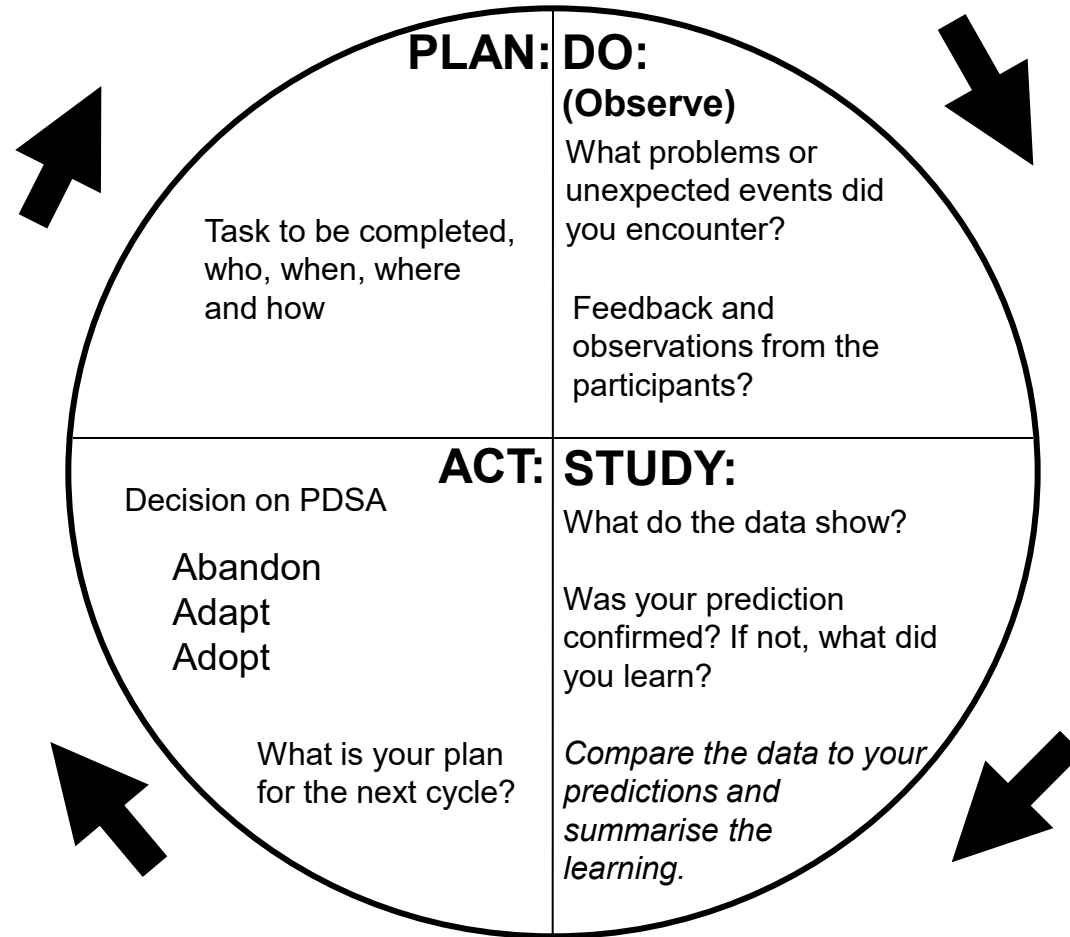 PLAN:
Task to be completed,
who, when, where
and how
DO:
(Observe)
What problems or
unexpected events did
you encounter?
Feedback and
observations from the
participants?
STUDY:
What do the data show?
Was your prediction
confirmed? If not, what did
you learn?
Compare the data to your
predictions and
summarise the
learning.
ACT:
Decision on PDSA
Abandon
Adapt
Adopt
What is your plan
for the next cycle?